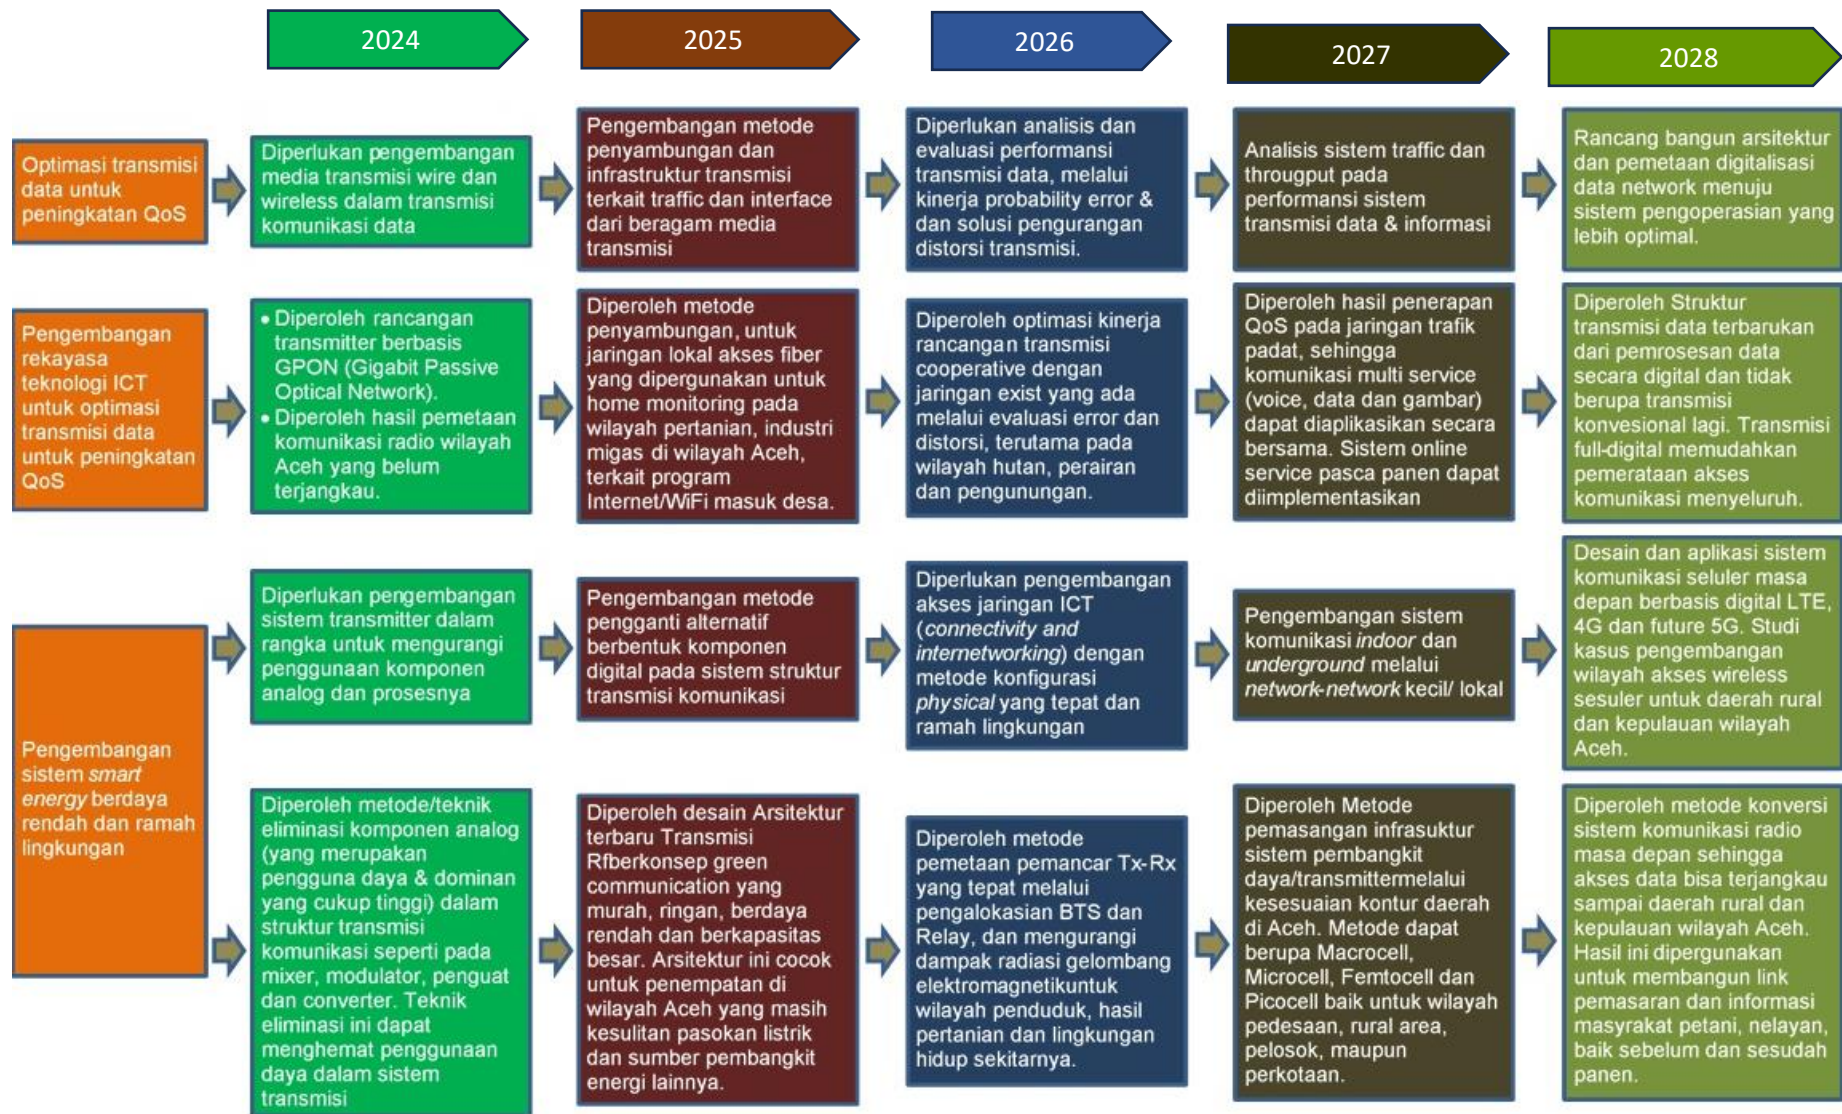 2024
2025
2026
2027
2028
Optimasi transmisi
data untuk
peningkatan QoS
Diperlukan pengembangan
media transmisi wire dan
wireless dalam transmisi
komunikasi data
Pengembangan metode
penyambungan dan
infrastruktur transmisi
terkait traffic dan interface
dari beragam media
transmisi
Diperlukan analisis dan
evaluasi performansi
transmisi data, melalui
kinerja probability error &
dan solusi pengurangan
distorsi transmisi.
Analisis sistem traffic dan
througput pada
performansi sistem
transmisi data & informasi
Rancang bangun arsitektur
dan pemetaan digitalisasi
data network menuju
sistem pengoperasian yang
lebih optimal.
Pengembangan
rekayasa
teknologi ICT
untuk optimasi
transmisi data
untuk peningkatan
QoS
• Diperoleh rancangan
transmitter berbasis
GPON (Gigabit Passive
Optical Network).
• Diperoleh hasil pemetaan
komunikasi radio wilayah
Aceh yang belum
terjangkau.
Diperoleh metode
penyambungan, untuk
jaringan lokal akses fiber
yang dipergunakan untuk
home monitoring pada
wilayah pertanian, industri
migas di wilayah Aceh,
terkait program
Internet/WiFi masuk desa.
Diperoleh optimasi kinerja
rancangan transmisi
cooperative dengan
jaringan exist yang ada
melalui evaluasi error dan
distorsi, terutama pada
wilayah hutan, perairan
dan pengunungan.
Diperoleh hasil penerapan
QoS pada jaringan trafik
padat, sehingga
komunikasi multi service
(voice, data dan gambar)
dapat diaplikasikan secara
bersama. Sistem online
service pasca panen dapat
diimplementasikan
Diperoleh Struktur
transmisi data terbarukan
dari pemrosesan data
secara digital dan tidak
berupa transmisi
konvesional lagi. Transmisi
full-digital memudahkan
pemerataan akses
komunikasi menyeluruh.
Pengembangan
sistem smart
energy berdaya
rendah dan ramah
lingkungan
Diperlukan pengembangan
sistem transmitter dalam
rangka untuk mengurangi
penggunaan komponen
analog dan prosesnya
Pengembangan metode
pengganti alternatif
berbentuk komponen
digital pada sistem struktur
transmisi komunikasi
Diperlukan pengembangan
akses jaringan ICT
(connectivity and
internetworking) dengan
metode konfigurasi
physical yang tepat dan
ramah lingkungan
Pengembangan sistem
komunikasi indoor dan
underground melalui
network-network kecil/ lokal
Desain dan aplikasi sistem
komunikasi seluler masa
depan berbasis digital LTE,
4G dan future 5G. Studi
kasus pengembangan
wilayah akses wireless
sesuler untuk daerah rural
dan kepulauan wilayah
Aceh.
Diperoleh metode/teknik
eliminasi komponen analog
(yang merupakan
pengguna daya & dominan
yang cukup tinggi) dalam
struktur transmisi
komunikasi seperti pada
mixer, modulator, penguat
dan converter. Teknik
eliminasi ini dapat
menghemat penggunaan
daya dalam sistem
transmisi
Diperoleh desain Arsitektur
terbaru Transmisi
Rfberkonsep green
communication yang
murah, ringan, berdaya
rendah dan berkapasitas
besar. Arsitektur ini cocok
untuk penempatan di
wilayah Aceh yang masih
kesulitan pasokan listrik
dan sumber pembangkit
energi lainnya.
Diperoleh metode
pemetaan pemancar Tx-Rx
yang tepat melalui
pengalokasian BTS dan
Relay, dan mengurangi
dampak radiasi gelombang
elektromagnetikuntuk
wilayah penduduk, hasil
pertanian dan lingkungan
hidup sekitarnya.
Diperoleh Metode
pemasangan infrasuktur
sistem pembangkit
daya/transmittermelalui
kesesuaian kontur daerah
di Aceh. Metode dapat
berupa Macrocell,
Microcell, Femtocell dan
Picocell baik untuk wilayah
pedesaan, rural area,
pelosok, maupun
perkotaan.
Diperoleh metode konversi
sistem komunikasi radio
masa depan sehingga
akses data bisa terjangkau
sampai daerah rural dan
kepulauan wilayah Aceh.
Hasil ini dipergunakan
untuk membangun link
pemasaran dan informasi
masyrakat petani, nelayan,
baik sebelum dan sesudah
panen.